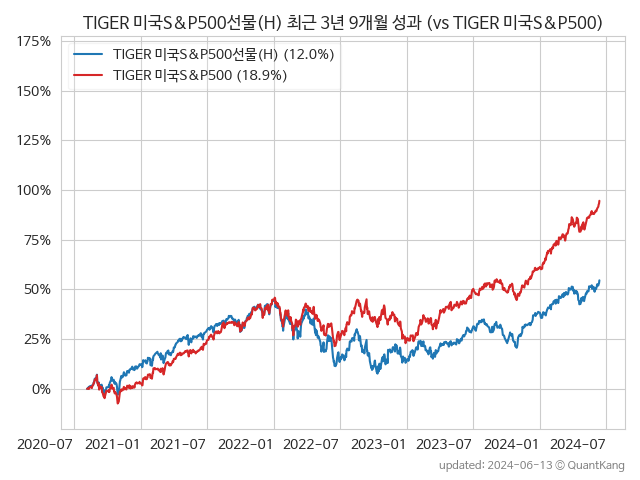 TIGER 미국S&P500선물(H) 최근 3년 9개월 성과 (vs TIGER 미국S&P500)
175%
TIGER 미국S&P500선물(H) (12.0%)
TIGER 미국S&P500 (18.9%)
150%
125%
100%
75%
50%
25%
0%
2020-07 2021-01 2021-07 2022-01 2022-07 2023-01 2023-07 2024-01 2024-07
updated: 2024-06-13 ⓒ QuantKang